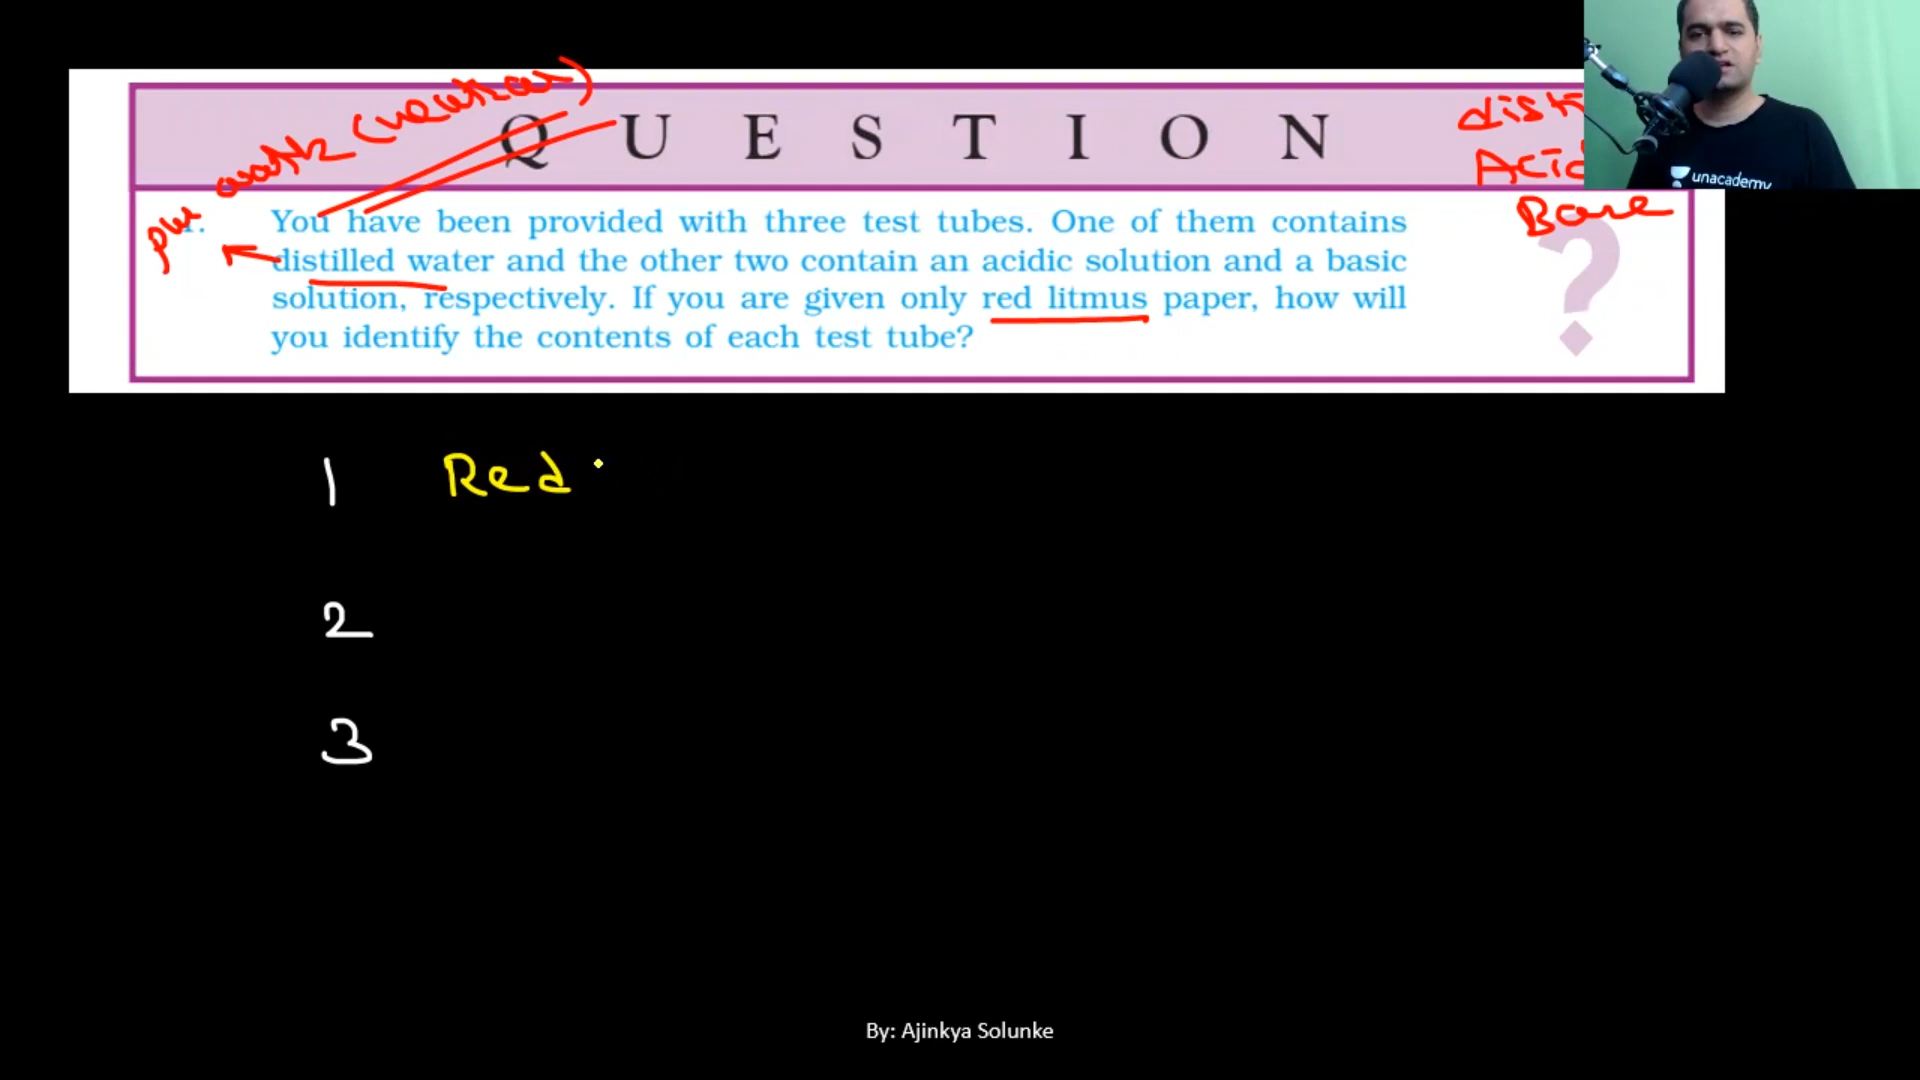 QUESTION
(neutral)
Acid
Base
unacademy
You have been provided with three test tubes. One of them contains
distilled water and the other two contain an acidic solution and a basic
solution, respectively. If you are given only red litmus paper, how will
you identify the contents of each test tube?
1 Red
2
3
By: Ajinkya Solunke